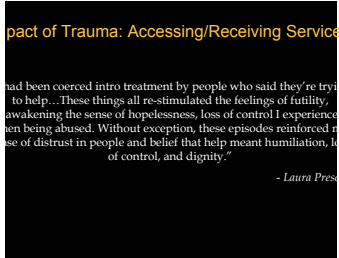 pact of Trauma: Accessing/Receiving Service
had been coerced intro treatment by people who said they're tryi
to help…These things all re-stimulated the feelings of futility,
awakening the sense of hopelessness, loss of control I experience
hen being abused. Without exception, these episodes reinforced m
se of distrust in people and belief that help meant humiliation, lo
of control, and dignity."
- Laura Presc